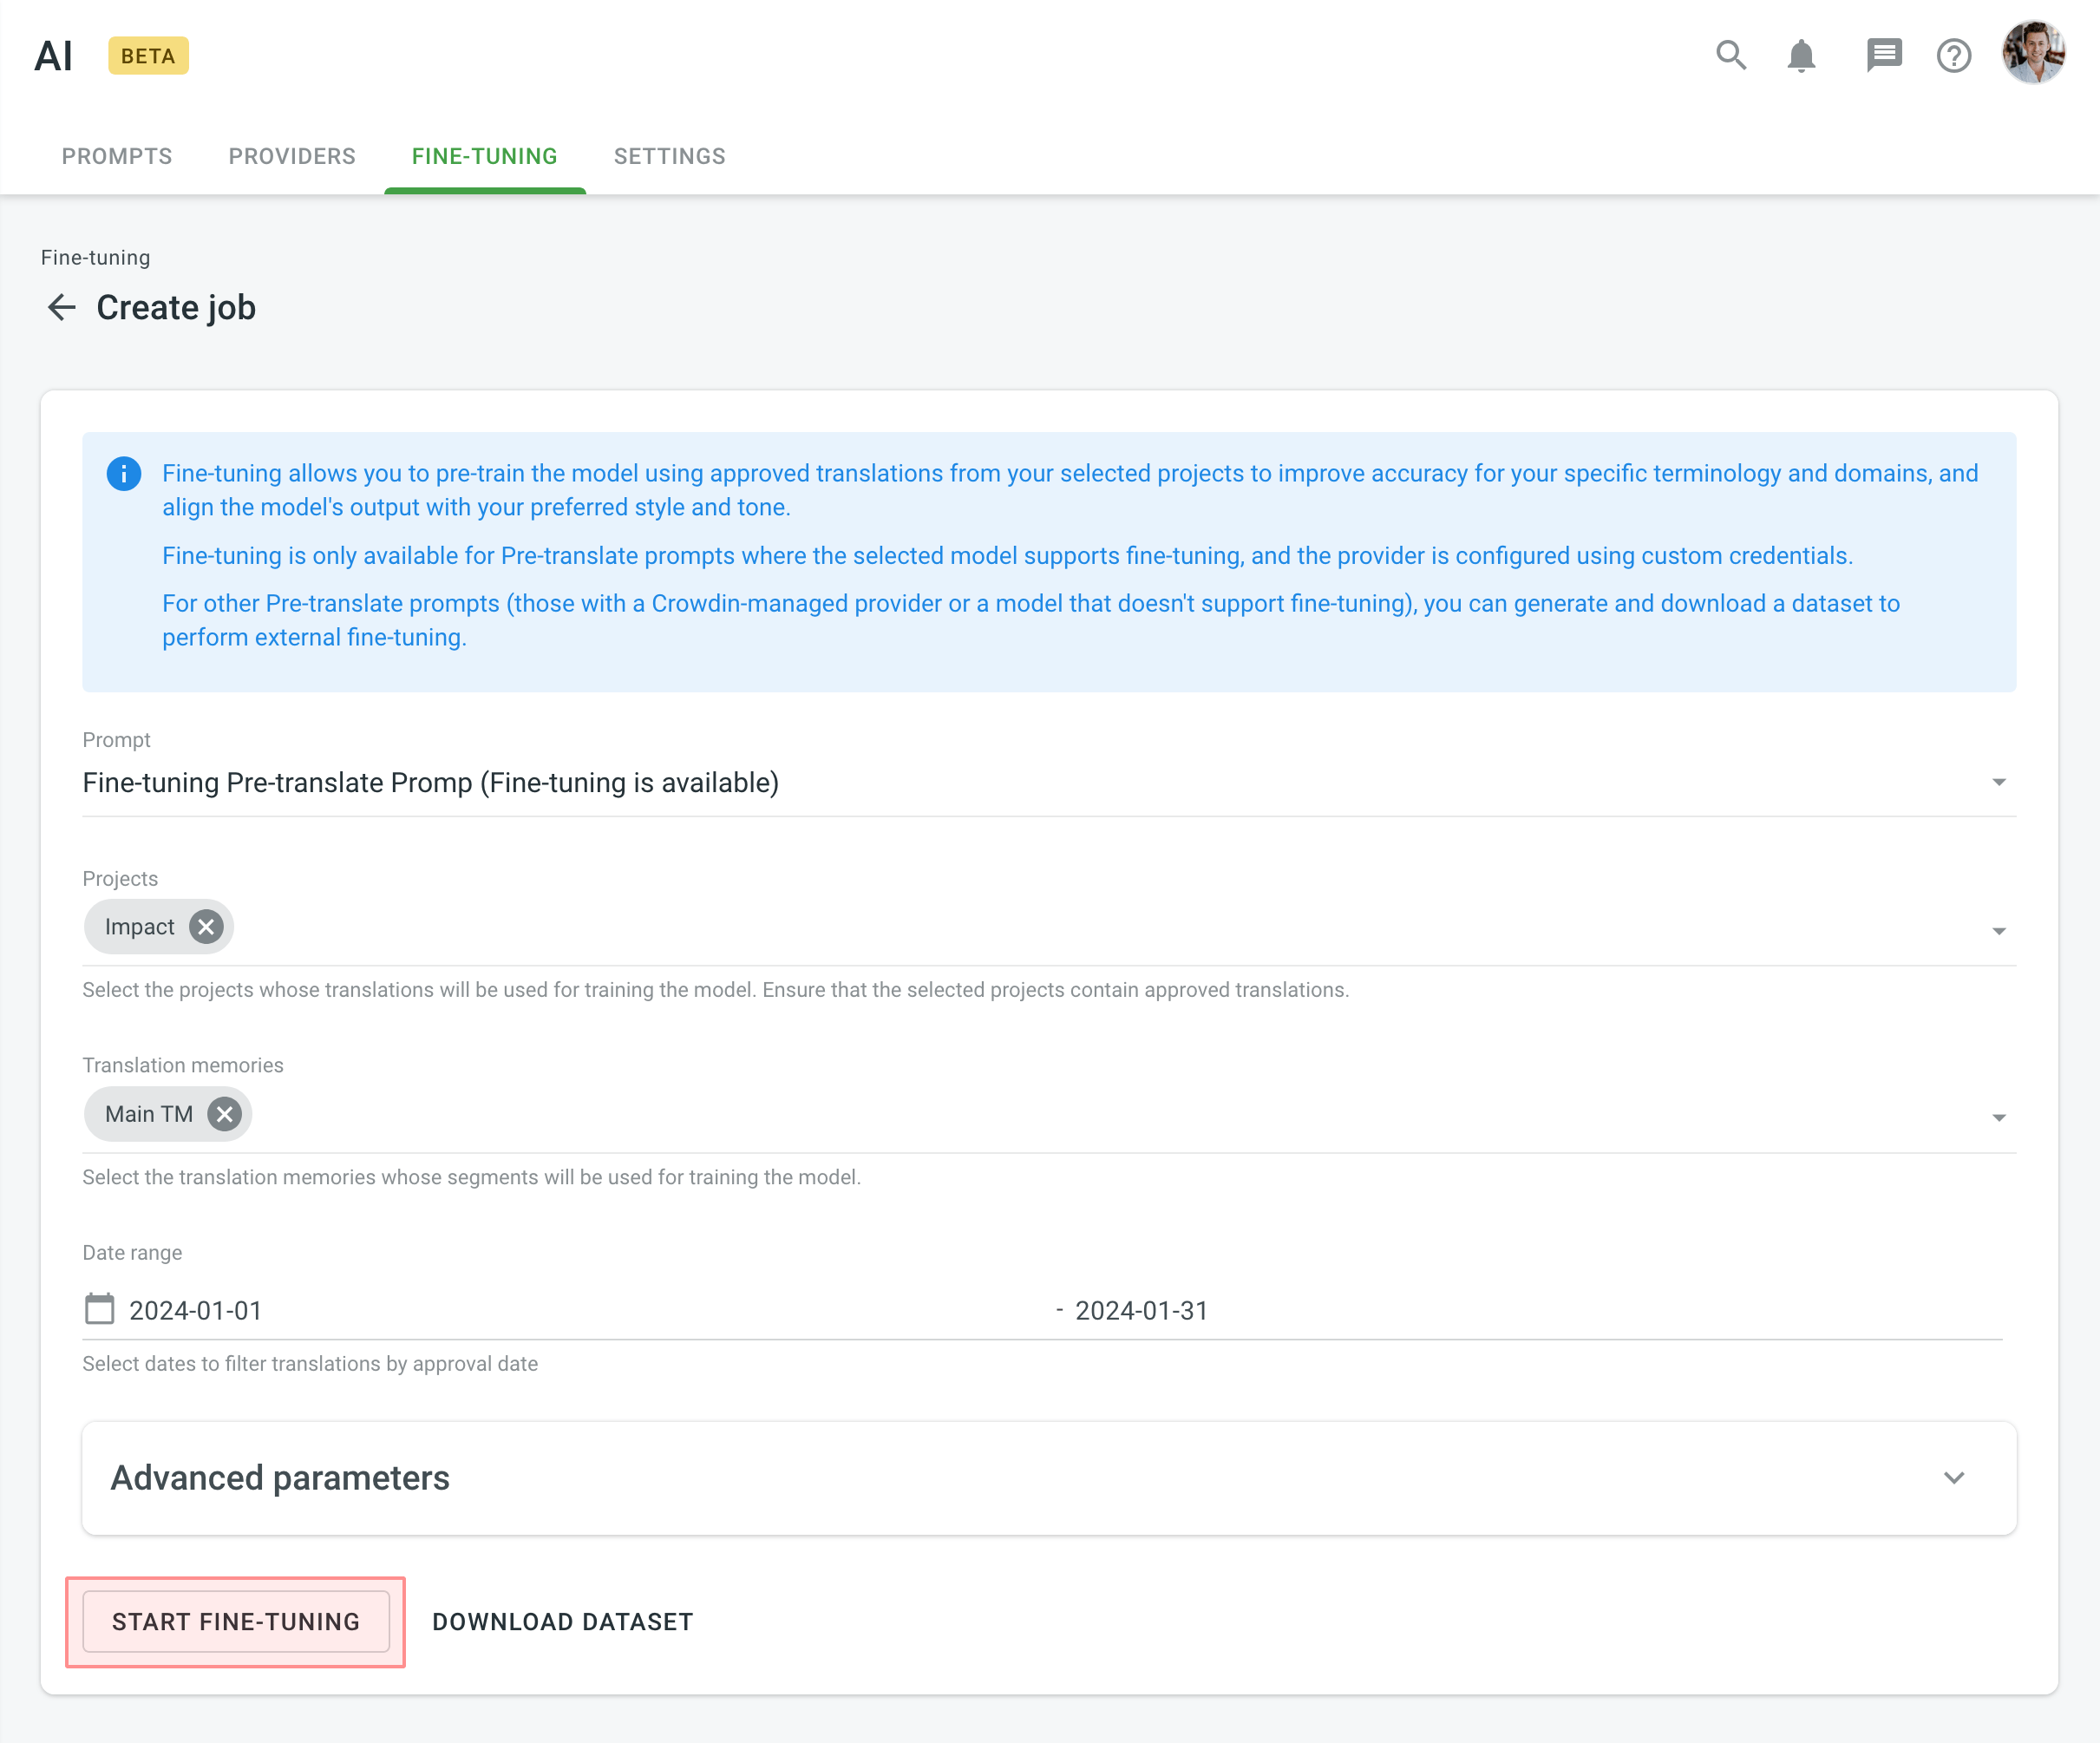 AI BETA
PROMPTS PROVIDERS FINE-TUNING SETTINGS
Fine-tuning
Create job
Fine-tuning allows you to pre-train the model using approved translations from your selected projects to improve accuracy for your specific terminology and domains, and
align the model's output with your preferred style and tone.
Fine-tuning is only available for Pre-translate prompts where the selected model supports fine-tuning, and the provider is configured using custom credentials.
For other Pre-translate prompts (those with a Crowdin-managed provider or a model that doesn't support fine-tuning), you can generate and download a dataset to
perform external fine-tuning.
Prompt
Fine-tuning Pre-translate Promp (Fine-tuning is available)
Projects
Impact
Select the projects whose translations will be used for training the model. Ensure that the selected projects contain approved translations.
Translation memories
Main TM
Select the translation memories whose segments will be used for training the model.
Date range
2024-01-01 - 2024-01-31
Select dates to filter translations by approval date
Advanced parameters
START FINE-TUNING DOWNLOAD DATASET